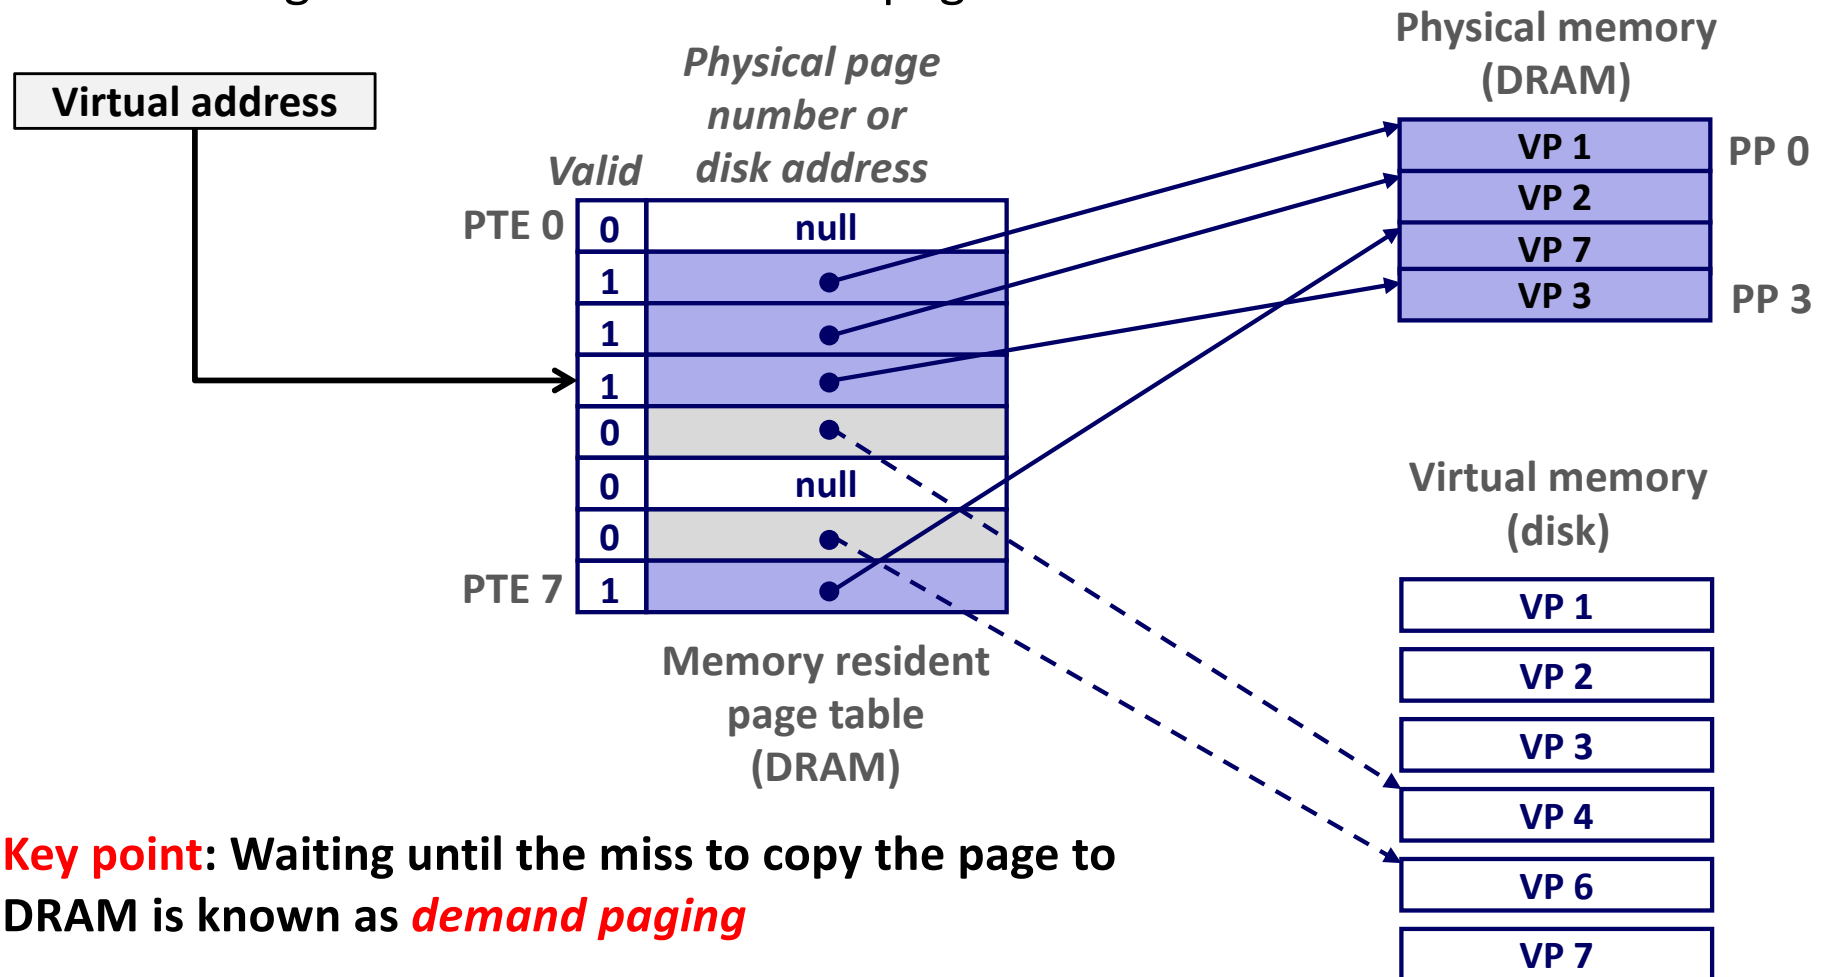 Physical memory
(DRAM)
Physical page
number or
disk address
Virtual address
Valid
VP 1
PP 0
VP 2
VP 7
VP 3
PP 3
PTE 0
0
null
1
1
1
0
0
null
0
PTE 7
1
Memory resident
page table
(DRAM)
Virtual memory
(disk)
VP 1
VP 2
VP 3
VP 4
VP 6
VP 7
Key point: Waiting until the miss to copy the page to
DRAM is known as demand paging